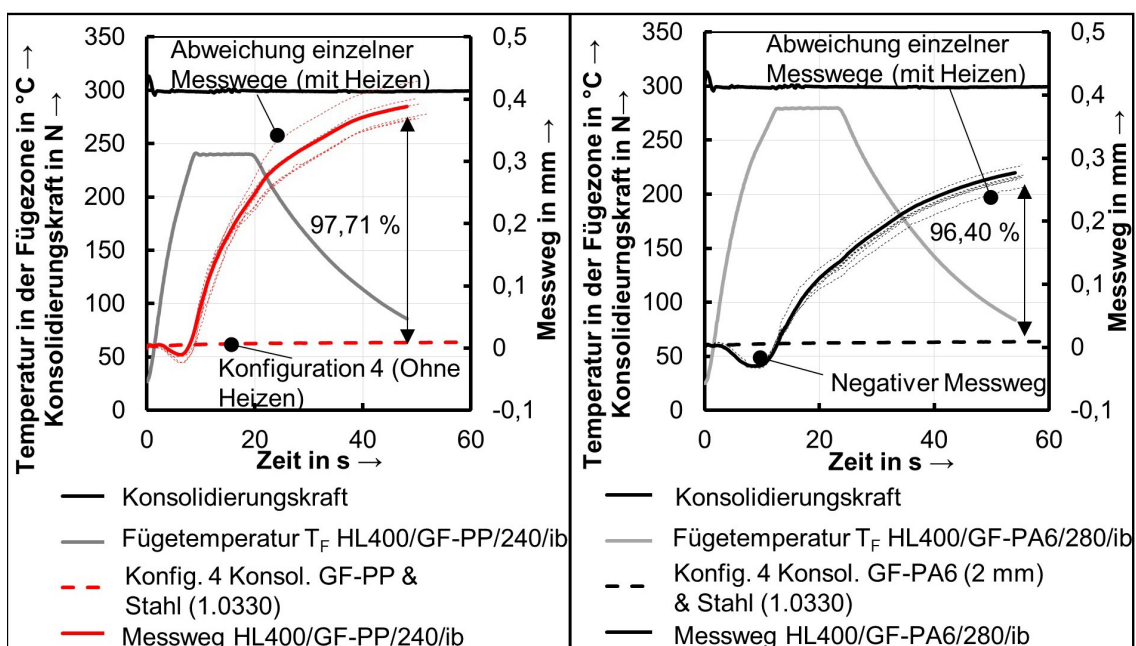 Temperatur in der Fügezone in °C →
Konsolidierungskraft in N →
350
300
250
200
150
100
50
0
0,5
0,4
0,3
0,2
0,1
0
-0,1
Messweg in mm →
Abweichung einzelner
Messwege (mit Heizen)
97,71 %
Konfiguration 4 (Ohne
Heizen)
0
20
40
60
Zeit in s →
Konsolidierungskraft
Fügetemperatur TF HL400/GF-PP/240/ib
Konfig. 4 Konsol. GF-PP &
Stahl (1.0330)
Messweg HL400/GF-PP/240/ib
Temperatur in der Fügezone in °C →
Konsolidieurngskraft in N→
350
300
250
200
150
100
50
0
0,5
0,4
0,3
0,2
0,1
0
-0,1
Messweg in mm →
Abweichung einzelner
Messwege (mit Heizen)
96,40 %
Negativer Messweg
0
20
40
60
Zeit in s →
Konsolidierungskraft
Fügetemperatur TF HL400/GF-PA6/280/ib
Konfig. 4 Konsol. GF-PA6 (2 mm)
& Stahl (1.0330)
Messweg HL400/GF-PA6/280/ib